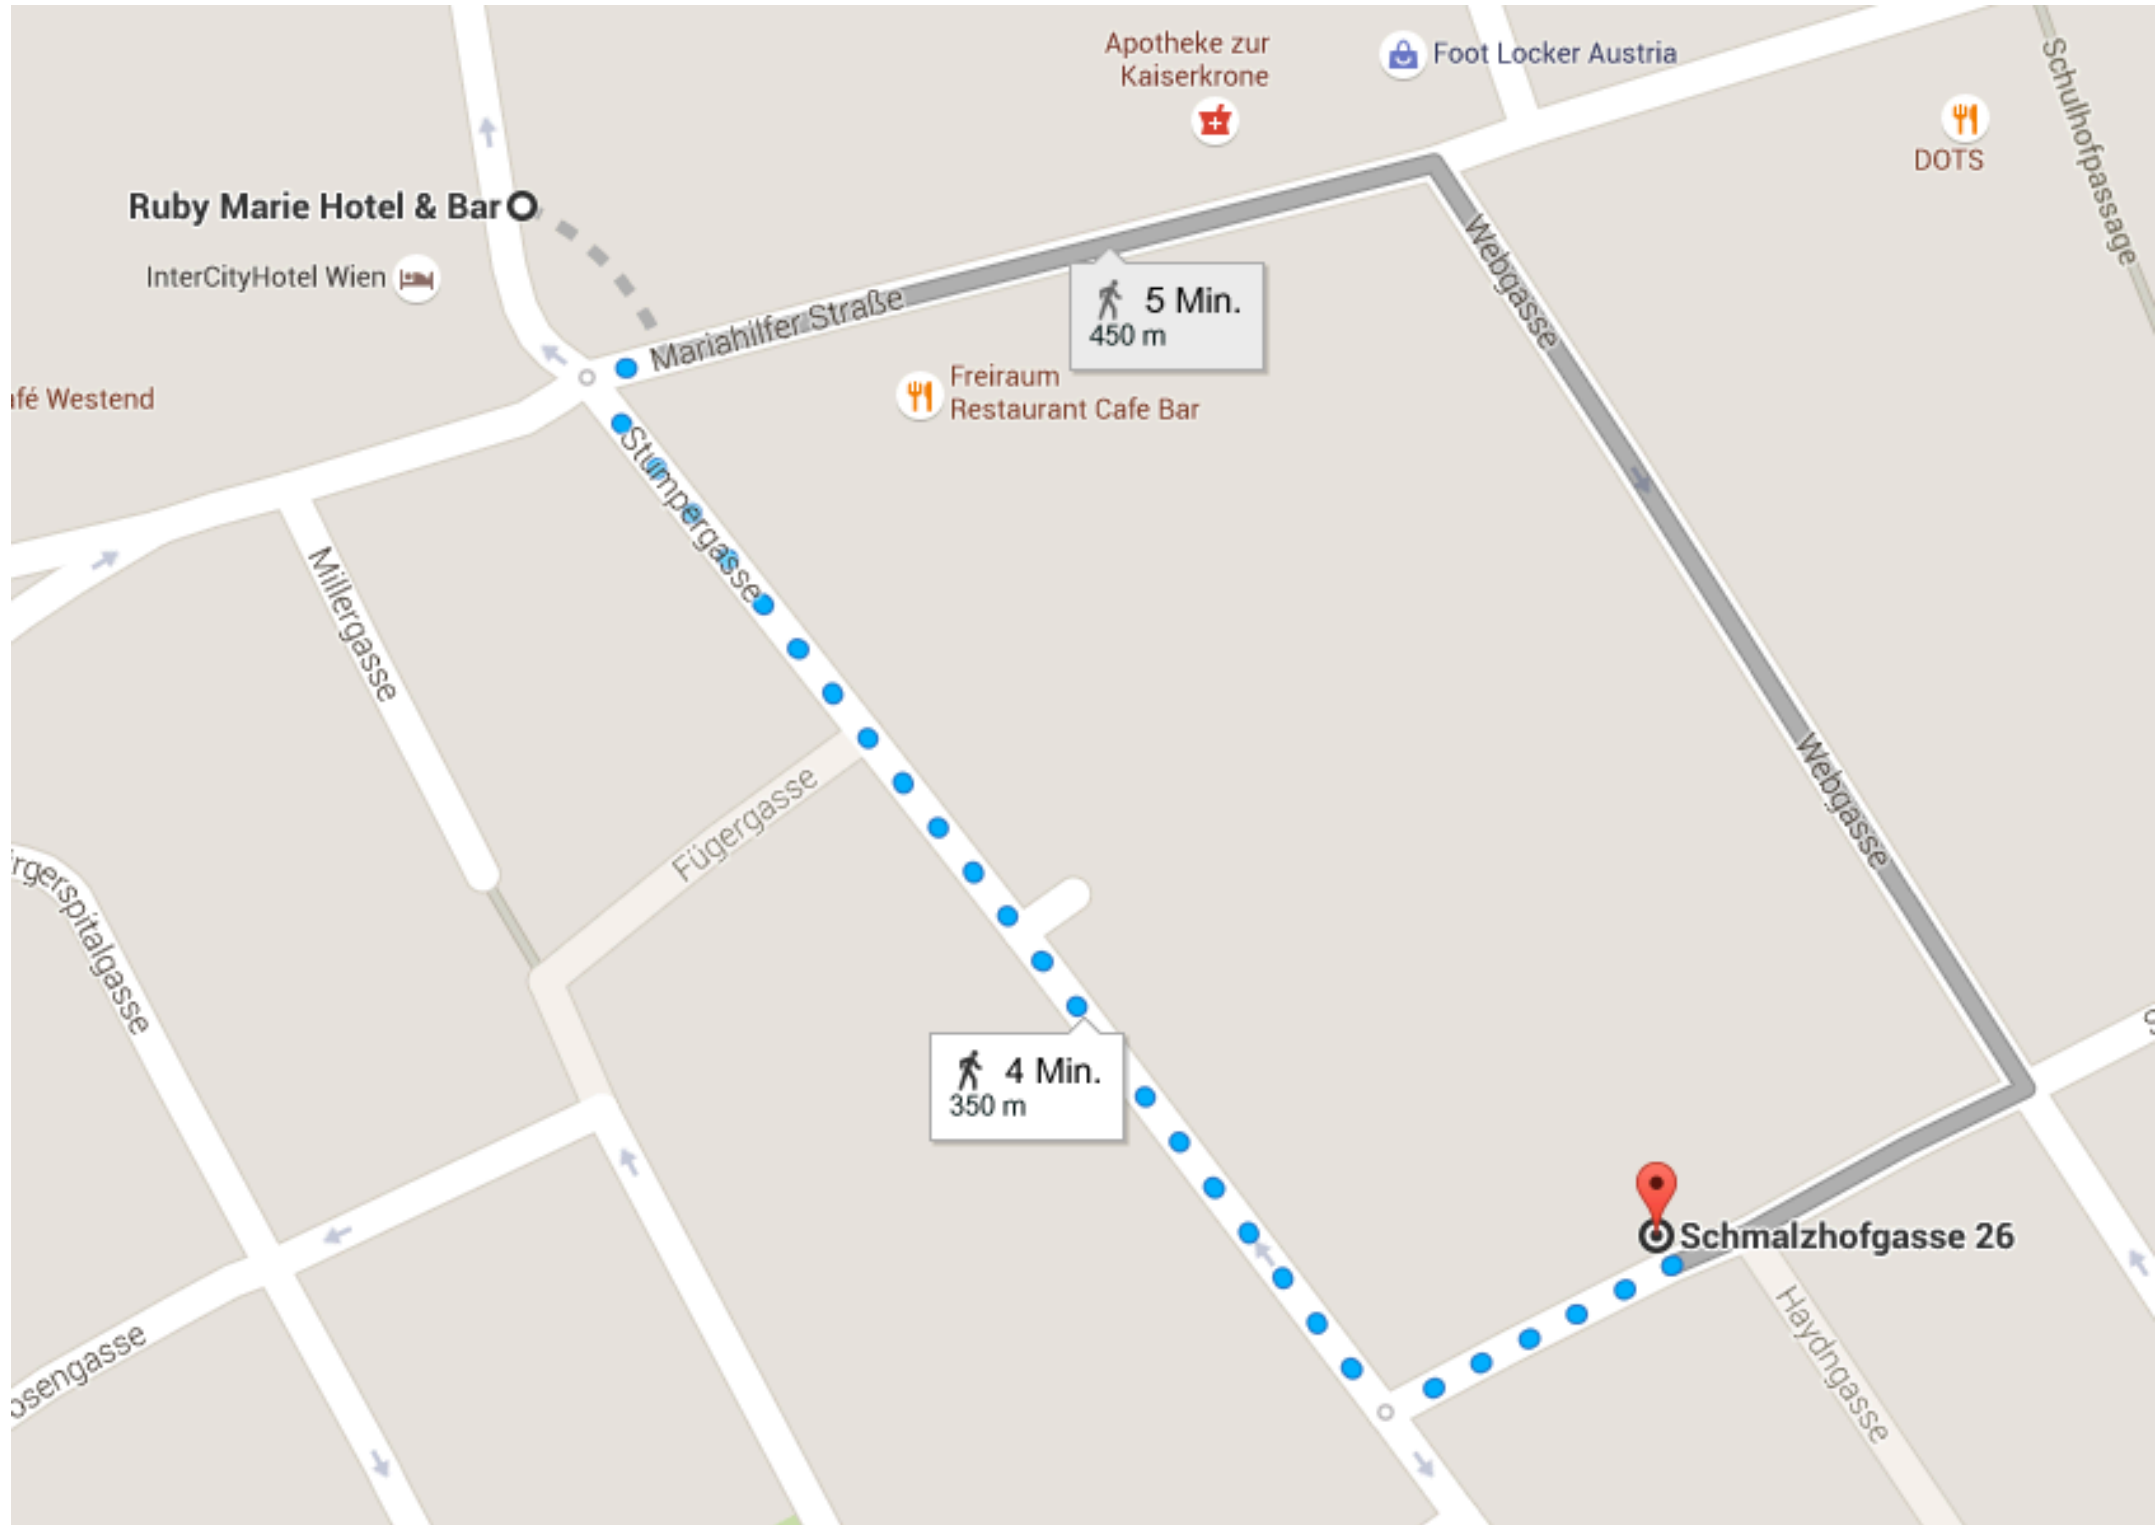 Apotheke zur
Kaiserkrone
Foot Locker Austria
Schulhofpassage
DOTS
Ruby Marie Hotel & Bar
InterCityHotel Wien
Webgasse
5 Min.
450 m
Mariahilfer Straße
afé Westend
Freiraum
Restaurant Cafe Bar
Stumpergasse
Millergasse
Webgasse
Fügergasse
rgerspitalgasse
4 Min.
350 m
Schmalzhofgasse 26
Haydngasse
osengasse